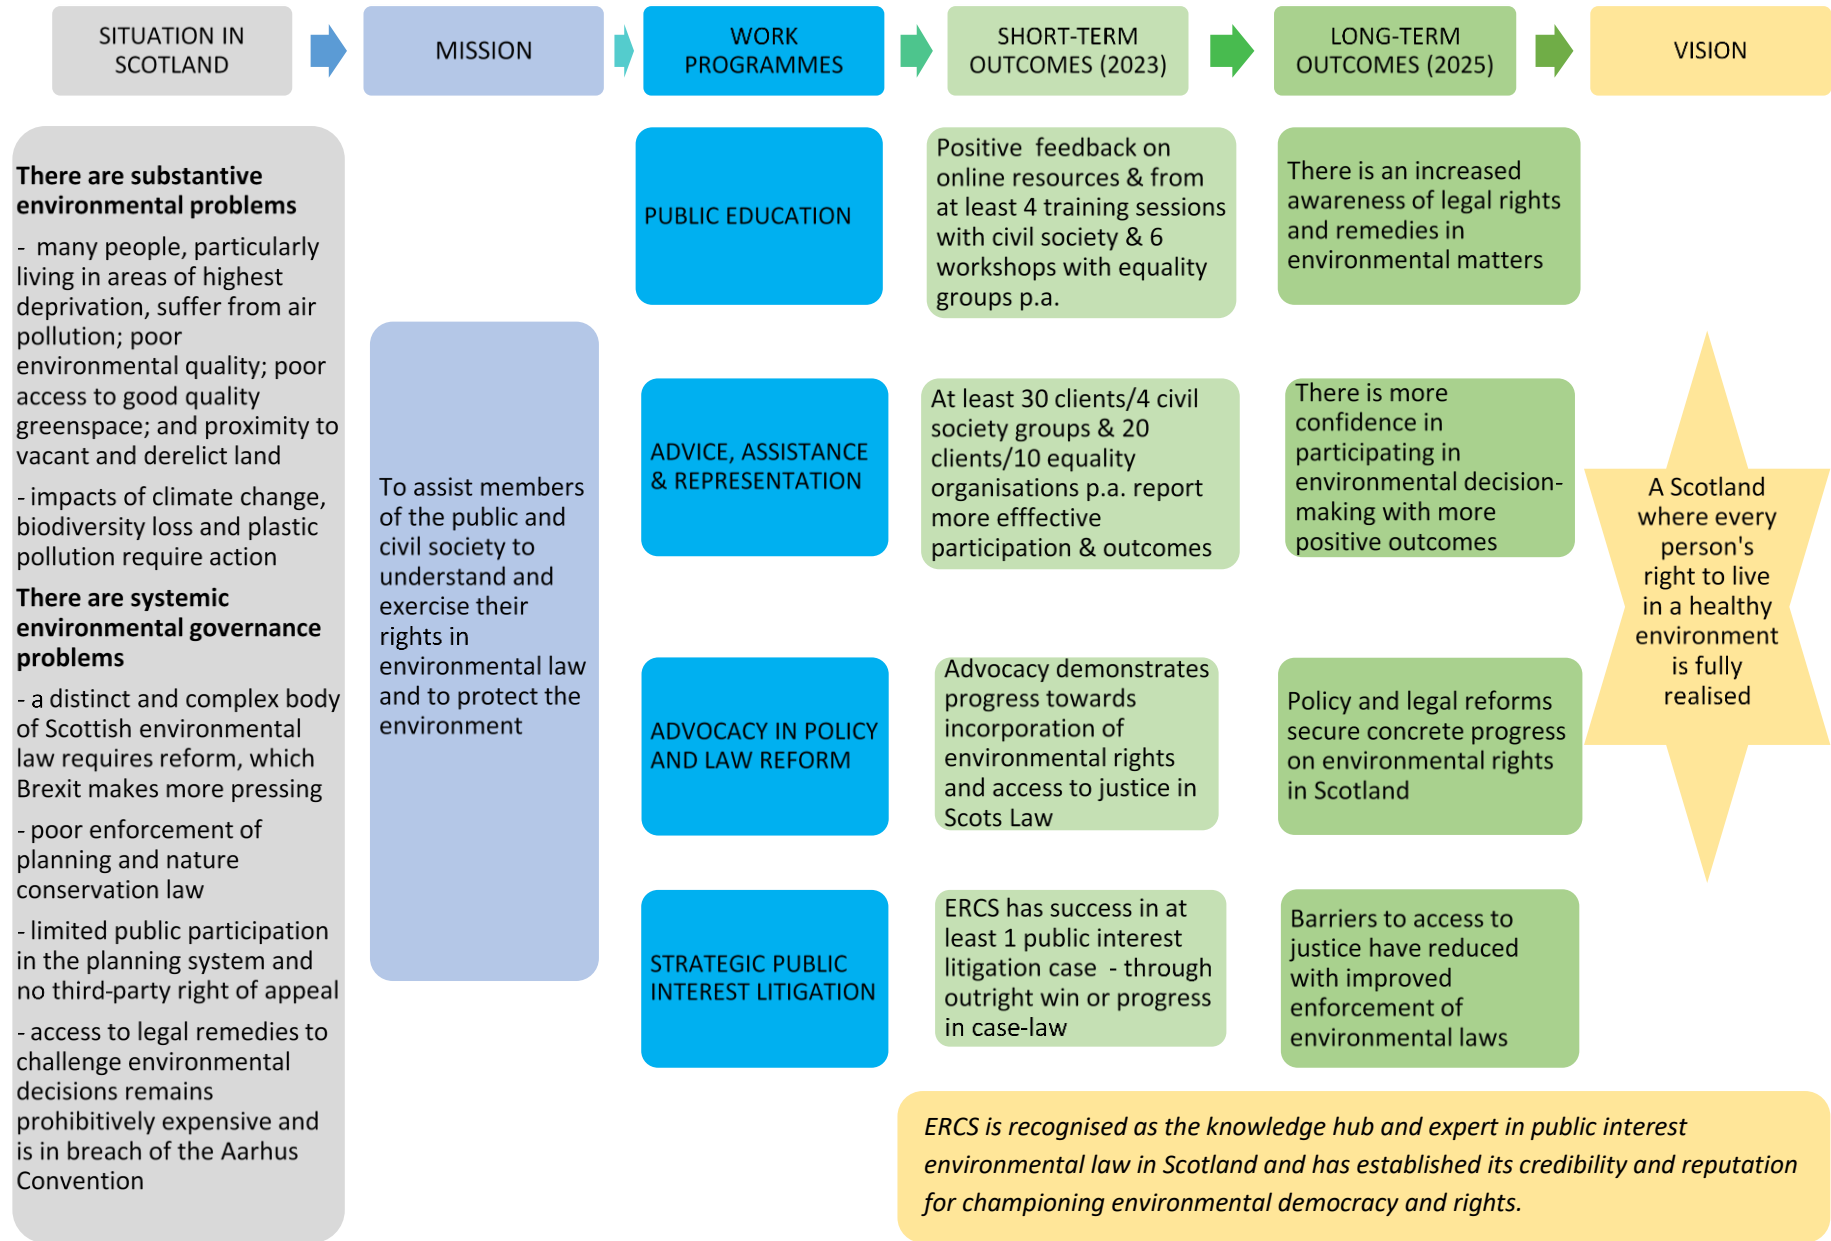 SITUATION IN
SCOTLAND
MISSION
WORK
PROGRAMMES
SHORT-TERM
OUTCOMES (2023)
LONG-TERM
OUTCOMES (2025)
VISION
There are substantive
environmental problems
- many people, particularly
living in areas of highest
deprivation, suffer from air
pollution; poor
environmental quality; poor
access to good quality
greenspace; and proximity to
vacant and derelict land
- impacts of climate change,
biodiversity loss and plastic
pollution require action
There are systemic
environmental governance
problems
- a distinct and complex body
of Scottish environmental
law requires reform, which
Brexit makes more pressing
- poor enforcement of
planning and nature
conservation law
- limited public participation
in the planning system and
no third-party right of appeal
- access to legal remedies to
challenge environmental
decisions remains
prohibitively expensive and
is in breach of the Aarhus
Convention
To assist members
of the public and
civil society to
understand and
exercise their
rights in
environmental law
and to protect the
environment
PUBLIC EDUCATION
Positive feedback on
online resources & from
at least 4 training sessions
with civil society & 6
workshops with equality
groups p.a.
There is an increased
awareness of legal rights
and remedies in
environmental matters
ADVICE, ASSISTANCE
& REPRESENTATION
At least 30 clients/4 civil
society groups & 20
clients/10 equality
organisations p.a. report
more efffective
participation & outcomes
There is more
confidence in
participating in
environmental decision-
making with more
positive outcomes
ADVOCACY IN POLICY
AND LAW REFORM
Advocacy demonstrates
progress towards
incorporation of
environmental rights
and access to justice in
Scots Law
Policy and legal reforms
secure concrete progress
on environmental rights
in Scotland
STRATEGIC PUBLIC
INTEREST LITIGATION
ERCS has success in at
least 1 public interest
litigation case - through
outright win or progress
in case-law
Barriers to access to
justice have reduced
with improved
enforcement of
environmental laws
A Scotland
where every
person's
right to live
in a healthy
environment
is fully
realised
ERCS is recognised as the knowledge hub and expert in public interest
environmental law in Scotland and has established its credibility and reputation
for championing environmental democracy and rights.